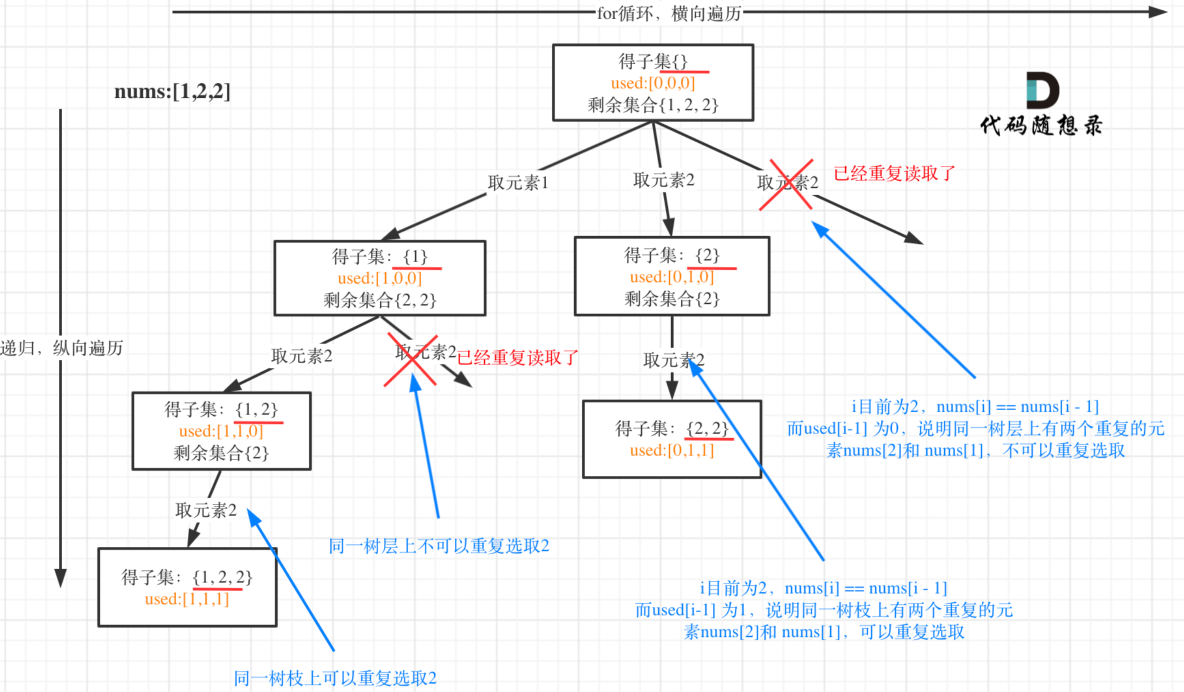 for循环，横向遍历
得子集{}
used:[0,0,0]
剩余集合{1, 2, 2}
nums:[1,2,2]
代码随想录
取元素1
取元素2
取元素2
已经重复读取了
得子集：{1}
used:[1,0,0]
剩余集合{2, 2}
得子集：{2}
used:[0,1,0]
剩余集合{2}
递归，纵向遍历
取元素2
取元素2
已经重复读取了
取元素2
得子集：{1, 2}
used:[1,1,0]
剩余集合{2}
得子集：{2, 2}
used:[0,1,1]
i目前为2，nums[i] == nums[i - 1]
而used[i-1] 为0，说明同一树层上有两个重复的元
素nums[2]和 nums[1]，不可以重复选取
取元素2
同一树层上不可以重复选取2
得子集：{1, 2, 2}
used:[1,1,1]
i目前为2，nums[i] == nums[i - 1]
而used[i-1] 为1，说明同一树枝上有两个重复的元
素nums[2]和 nums[1]，可以重复选取
同一树枝上可以重复选取2